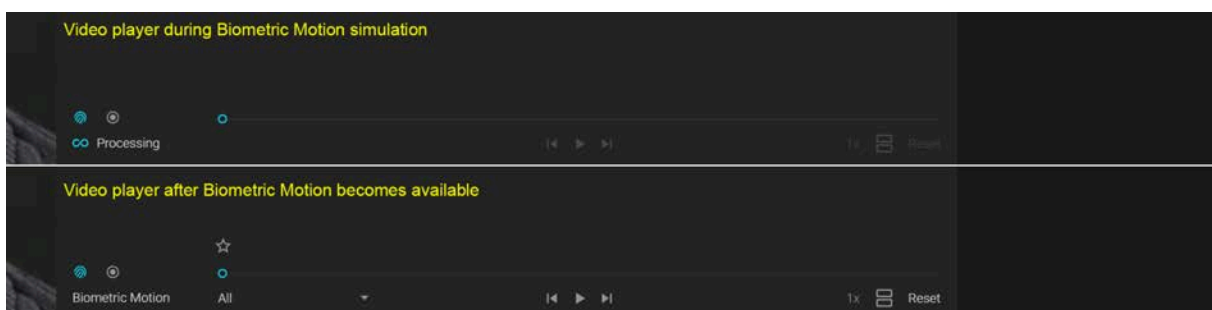 Video player during Biometric Motion simulation
Processing
1x Reset
Video player after Biometric Motion becomes available
Biometric Motion All 1x Reset